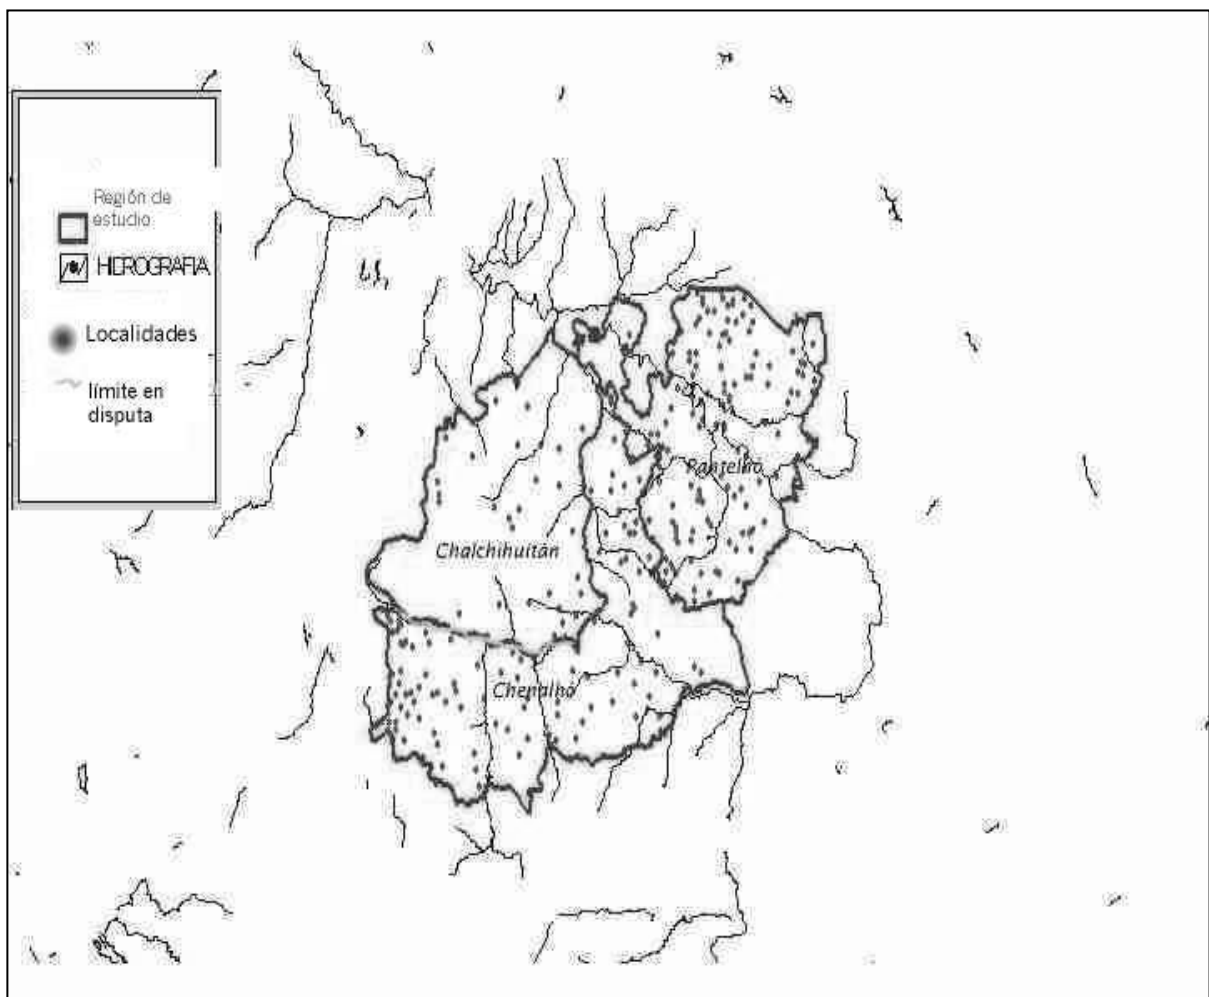 Región de
estudio
HIDROGRAFIA
Localidades
límite en
disputa
Pantelhó
Chalchihuitán
Chenalhó